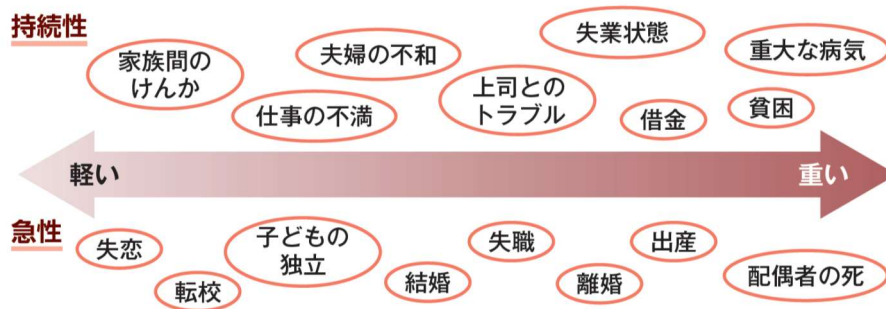 持続性
家族間の
けんか
夫婦の不和
失業状態
重大な病気
仕事の不満
上司との
トラブル
借金
貧困
軽い
重い
急性
失恋
転校
子どもの
独立
結婚
失職
離婚
出産
配偶者の死